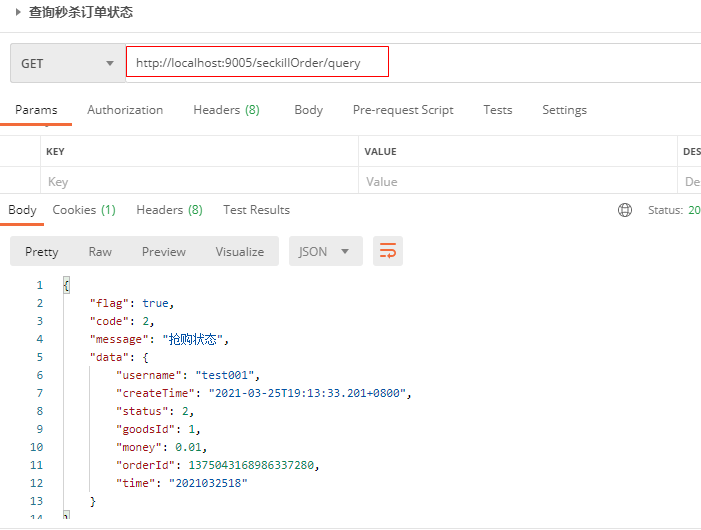 查询秒杀订单状态
GET http://localhost:9005/seckillOrder/query
Params Authorization Headers (8) Body Pre-request Script Tests Settings
KEY VALUE DES
Key Value De
Body Cookies (1) Headers (8) Test Results Status: 20
Pretty Raw Preview Visualize JSON
1 {
2 "flag": true,
3 "code": 2,
4 "message": "抢购状态",
5 "data": {
6 "username": "test001",
7 "createTime": "2021-03-25T19:13:33.201+0800",
8 "status": 2,
9 "goodsId": 1,
10 "money": 0.01,
11 "orderId": 1375043168986337280,
12 "time": "2021032518"
13 }
14 }